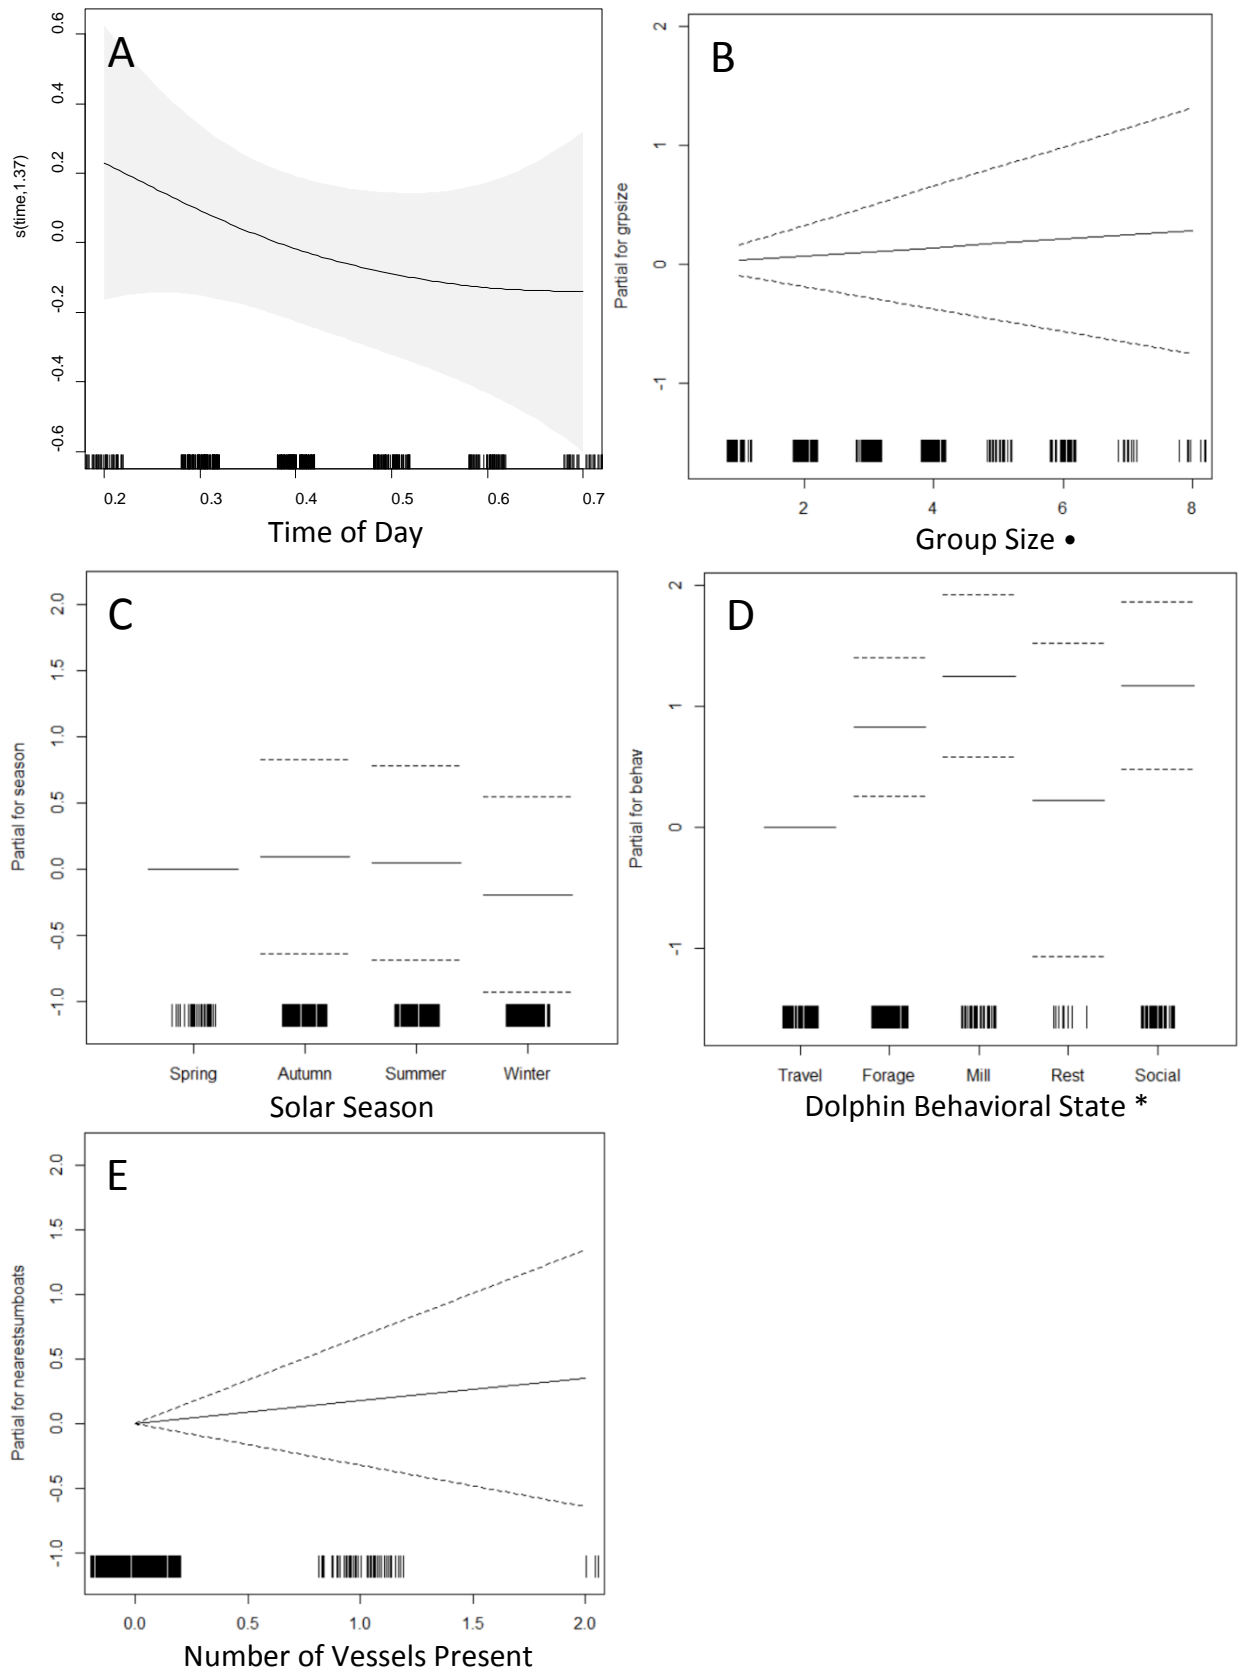 A
s(time,1.37)
0.6
0.4
0.2
0.0
-0.2
-0.4
-0.6
0.2 0.3 0.4 0.5 0.6 0.7
Time of Day
B
Partial for grpsize
2
1
0
-1
2 4 6 8
Group Size •
C
Partial for season
2.0
1.5
1.0
0.5
0.0
-0.5
-1.0
Spring Autumn Summer Winter
Solar Season
D
Partial for behav
2
1
0
-1
Travel Forage Mill Rest Social
Dolphin Behavioral State *
E
Partial for nearestsumboats
2.0
1.5
1.0
0.5
0.0
-0.5
-1.0
0.0 0.5 1.0 1.5 2.0
Number of Vessels Present